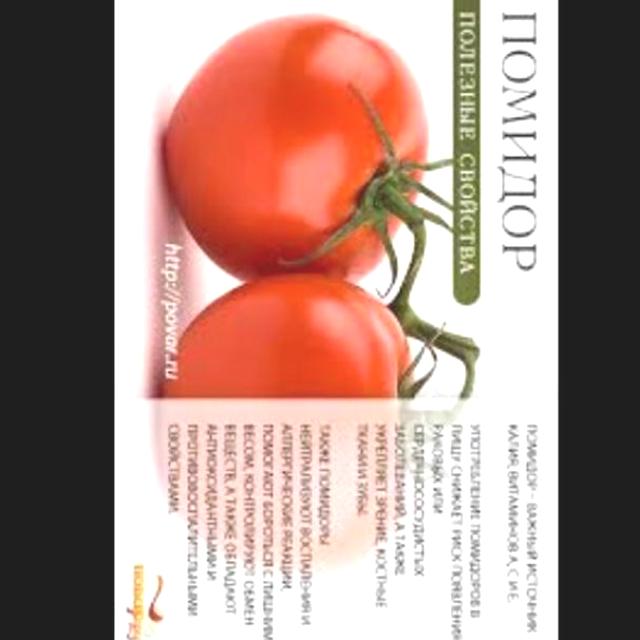 ПОМИДОР
ПОЛЕЗНЫЕ СВОЙСТВА
ПОМИДОР – ВАЖНЫЙ ИСТОЧНИК
КАЛИЯ, ВИТАМИНОВ А, С И Е.
УПОТРЕБЛЕНИЕ ПОМИДОРОВ В
ПИЩУ СНИЖАЕТ РИСК ПОЯВЛЕНИЯ
РАКОВЫХ ИЛИ
СЕРДЕЧНОСОСУДИСТЫХ
ЗАБОЛЕВАНИЙ, А ТАКЖЕ
УКРЕПЛЯЕТ ЗРЕНИЕ, КОСТНЫЕ
ТКАНИ И ЗУБЫ.
ТАКЖЕ ПОМИДОРЫ
НЕЙТРАЛИЗУЮТ ВОСПАЛЕНИЯ И
АЛЛЕРГИЧЕСКИЕ РЕАКЦИИ,
ПОМОГАЮТ БОРОТЬСЯ С ЛИШНИМ
ВЕСОМ, КОНТРОЛИРУЮТ ОБМЕН
ВЕЩЕСТВ, А ТАКЖЕ ОБЛАДАЮТ
АНТИОКСИДАНТНЫМИ И
ПРОТИВОВОСПАЛИТЕЛЬНЫМИ
СВОЙСТВАМИ.
http://povar.ru